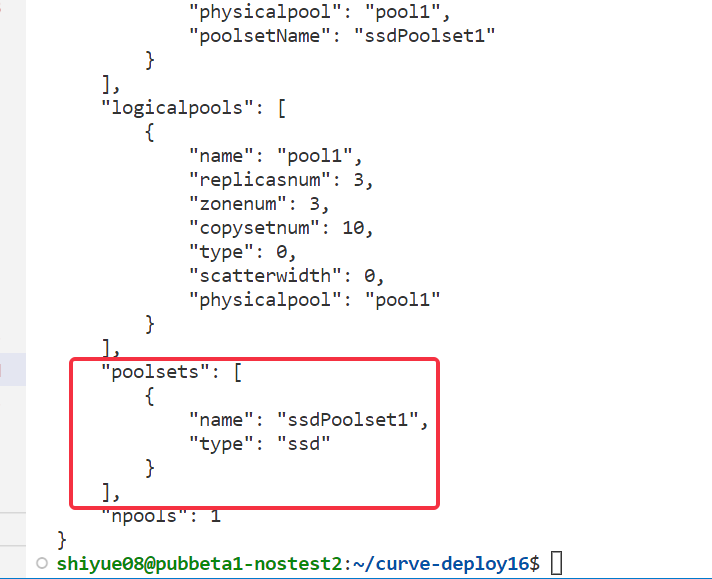 "physicalpool": "pool1",
"poolsetName": "ssdPoolset1"
}
],
"logicalpools": [
{
"name": "pool1",
"replicasnum": 3,
"zonenum": 3,
"copysetnum": 10,
"type": 0,
"scatterwidth": 0,
"physicalpool": "pool1"
}
],
"poolsets": [
{
"name": "ssdPoolset1",
"type": "ssd"
}
],
"npools": 1
}
shiyue08@pubbeta1-nostest2:~/curve-deploy16$